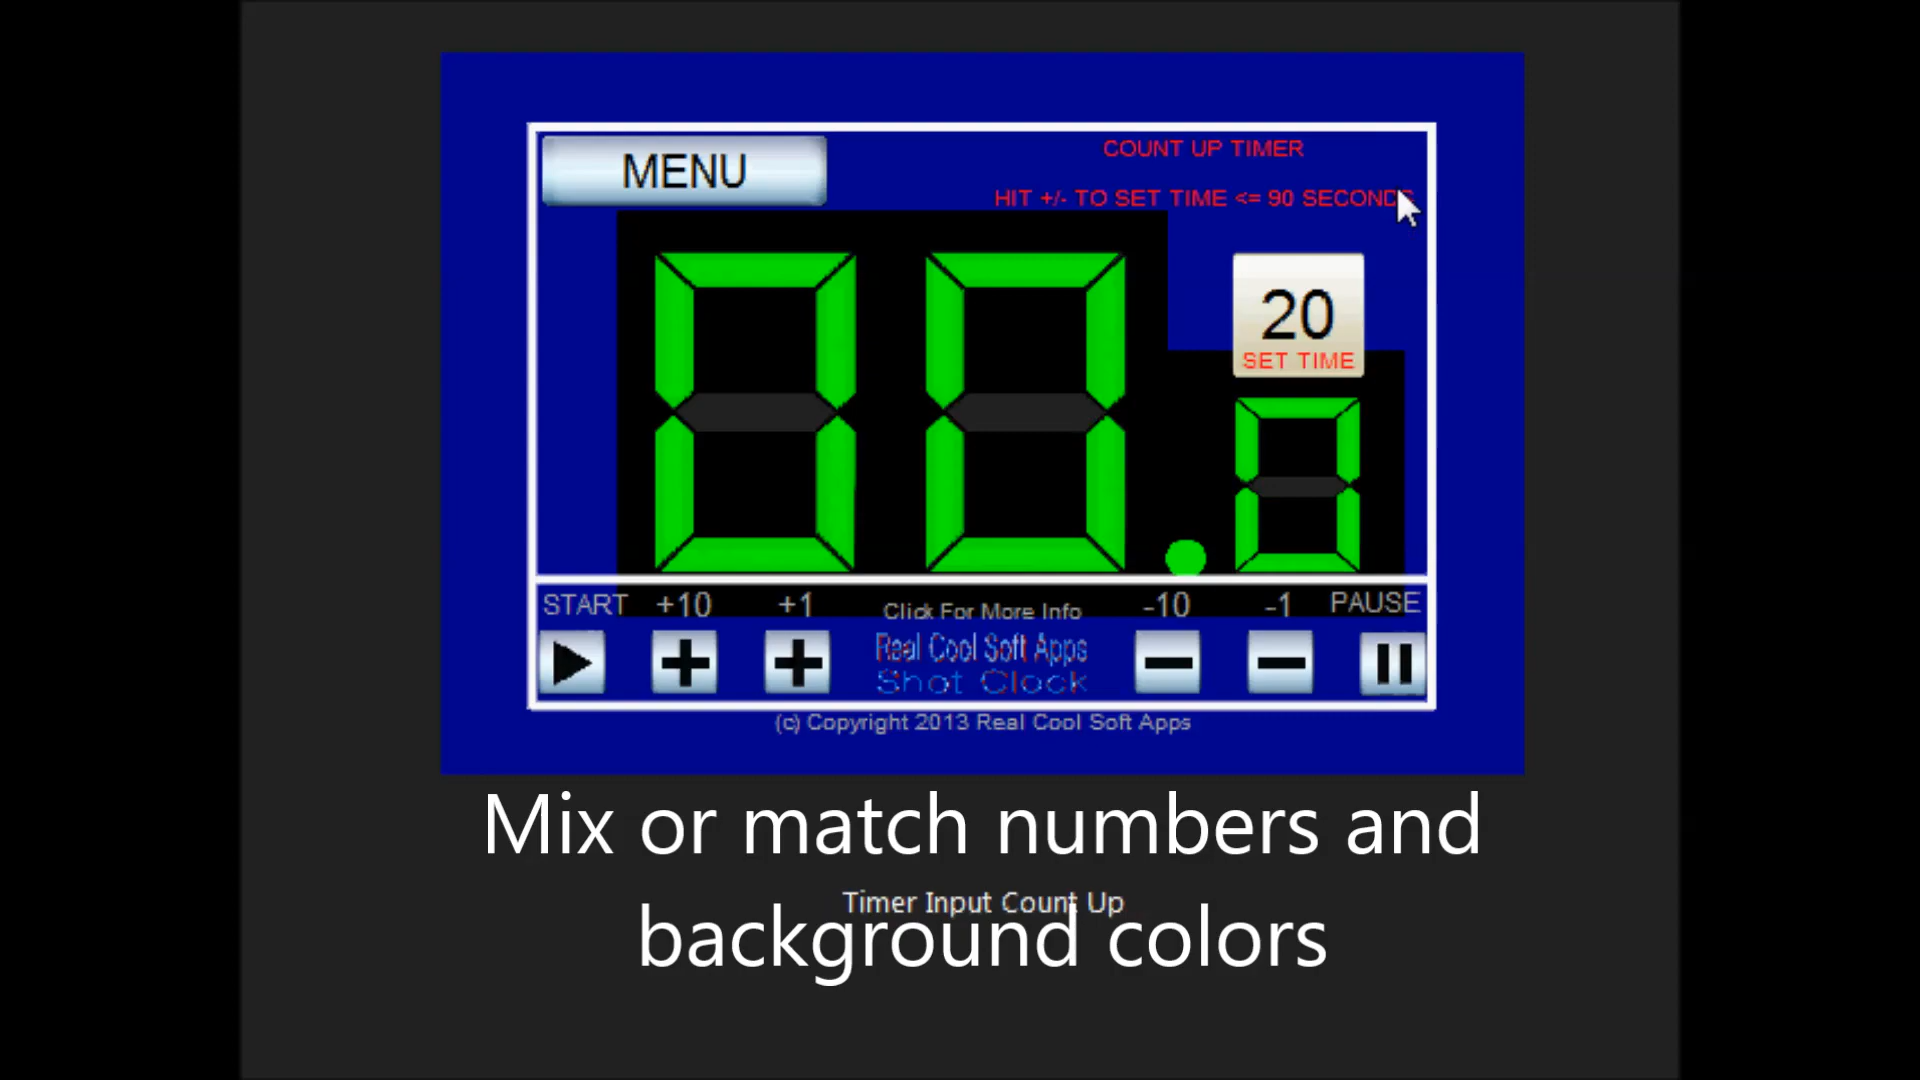 MENU
COUNT UP TIMER
HIT +/- TO SET TIME <= 90 SECONDS
00.0
20
SET TIME
START +10 +1 Click For More Info -10 -1 PAUSE
Real Cool Soft Apps
Shot Clock
(c) Copyright 2013 Real Cool Soft Apps
Mix or match numbers and
Timer Input Count Up
background colors